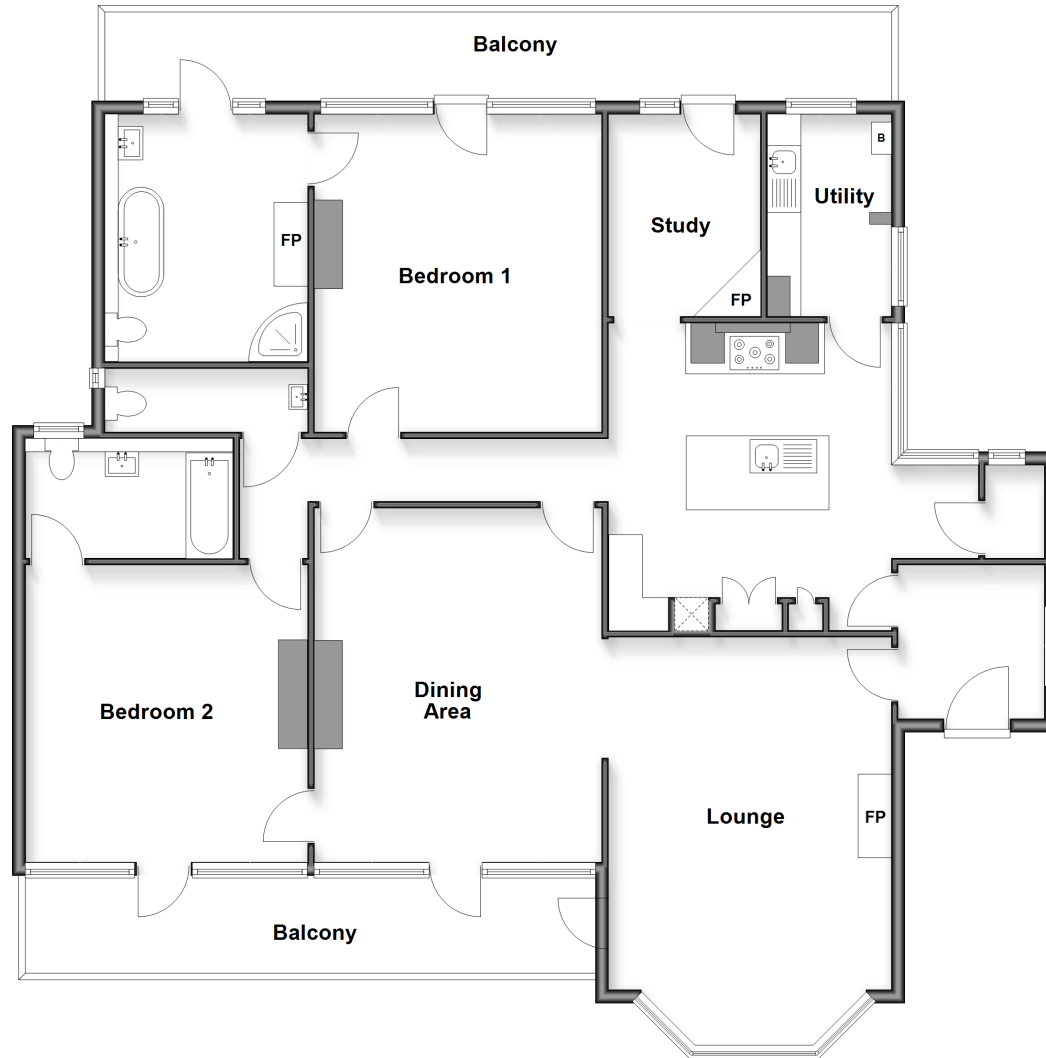 Balcony
B
Utility
Study
FP
Bedroom 1
FP
Dining
Area
Bedroom 2
Lounge
FP
Balcony